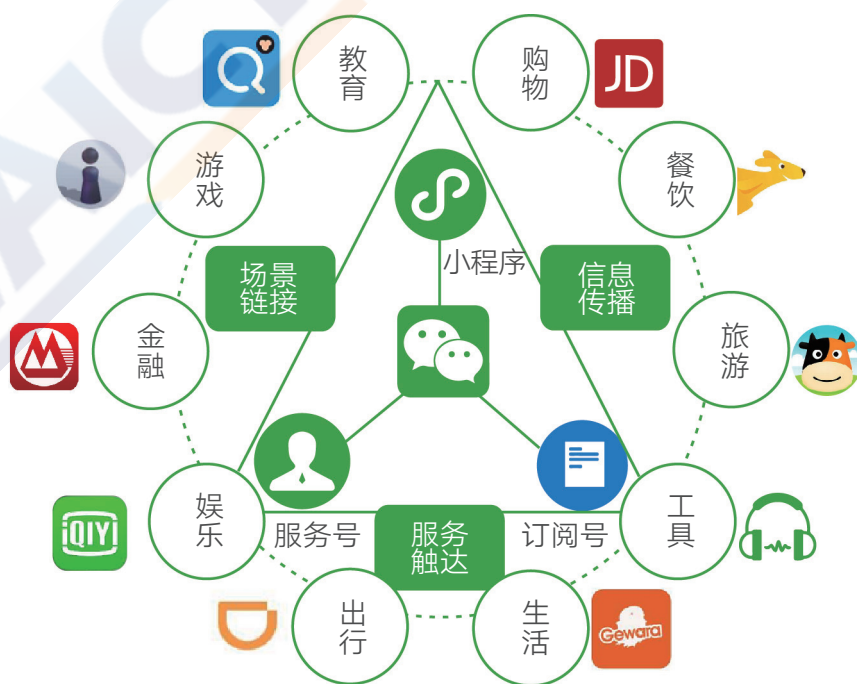 教育
购物
JD
游戏
餐饮
小程序
场景
链接
信息
传播
金融
旅游
娱乐
iQIYI
服务号
服务
触达
订阅号
工具
出行
生活
Gewara